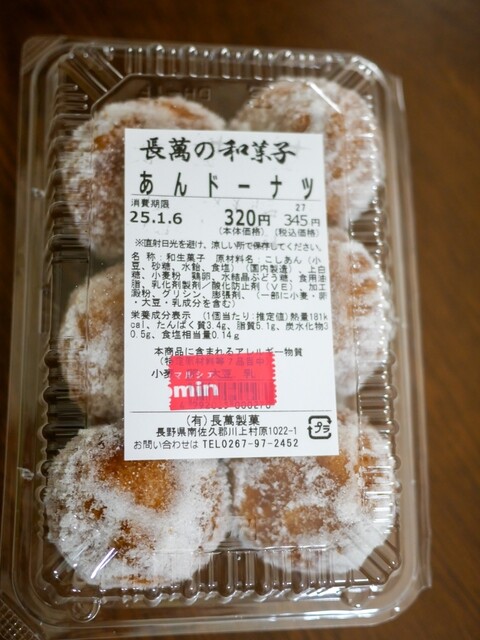 長萬の和菓子
あんドーナツ
消費期限 27
25.1.6 320円 345円
(本体価格) (税込価格)
※直射日光を避け、涼しい所で保存してください。
名 称:和生菓子 原材料名:こしあん(小
豆、砂糖、水飴、食塩)(国内製造)、上白
糖、小麦粉、鶏卵、水結晶ぶどう糖、食用油
脂、乳化剤製剤/酸化防止剤(VE)、加工
澱粉、グリシン、膨張剤、(一部に小麦・卵
・大豆・乳成分を含む)
栄養成分表示 (1個当たり:推定値)熱量181k
cal、たんぱく質3.4g、脂質5.1g、炭水化物3
0.5g、食塩相当量0.14g
本商品に含まれるアレルギー物質
マルシェ
min
(有)長萬製菓
長野県南佐久郡川上村原1022-1
お問い合わせは TEL0267-97-2452
プラ